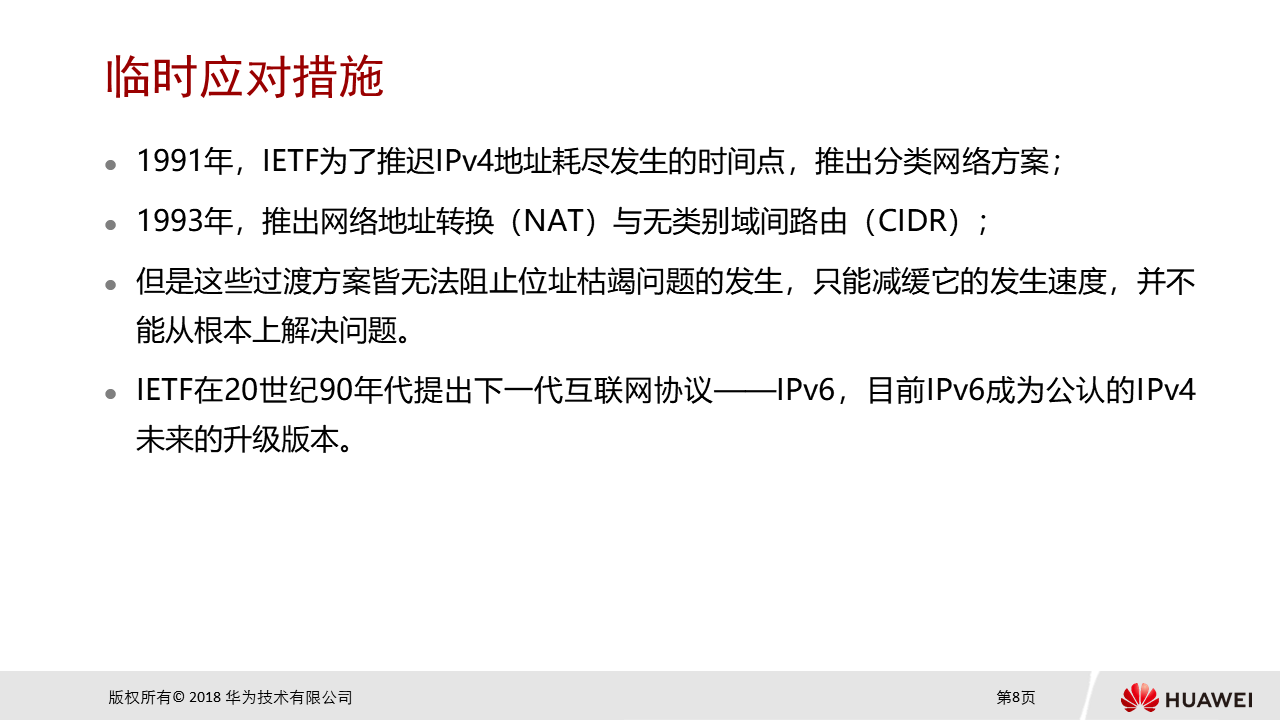 临时应对措施
● 1991年，IETF为了推迟IPv4地址耗尽发生的时间点，推出分类网络方案；
● 1993年，推出网络地址转换（NAT）与无类别域间路由（CIDR）；
● 但是这些过渡方案皆无法阻止位址枯竭问题的发生，只能减缓它的发生速度，并不
能从根本上解决问题。
● IETF在20世纪90年代提出下一代互联网协议——IPv6，目前IPv6成为公认的IPv4
未来的升级版本。
版权所有© 2018 华为技术有限公司
第8页
HUAWEI